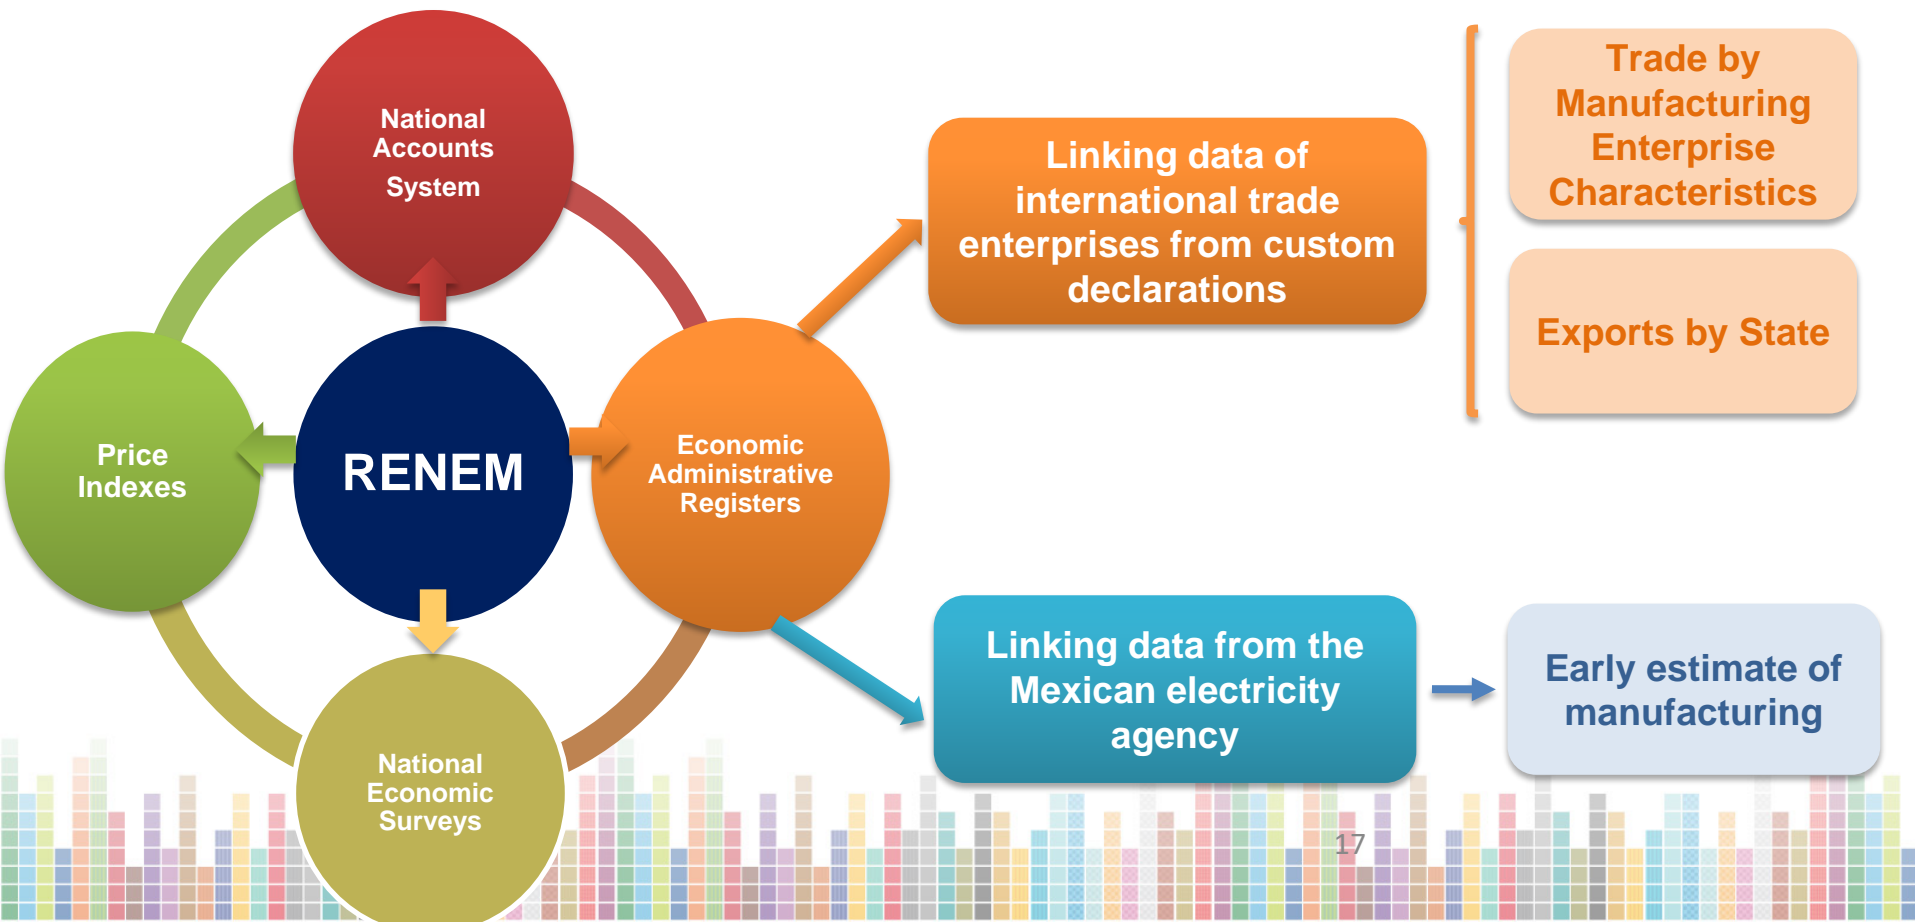 National
Accounts
System
Price
Indexes
RENEM
Economic
Administrative
Registers
National
Economic
Surveys
Linking data of
international trade
enterprises from custom
declarations
Trade by
Manufacturing
Enterprise
Characteristics
Exports by State
Linking data from the
Mexican electricity
agency
Early estimate of
manufacturing
17